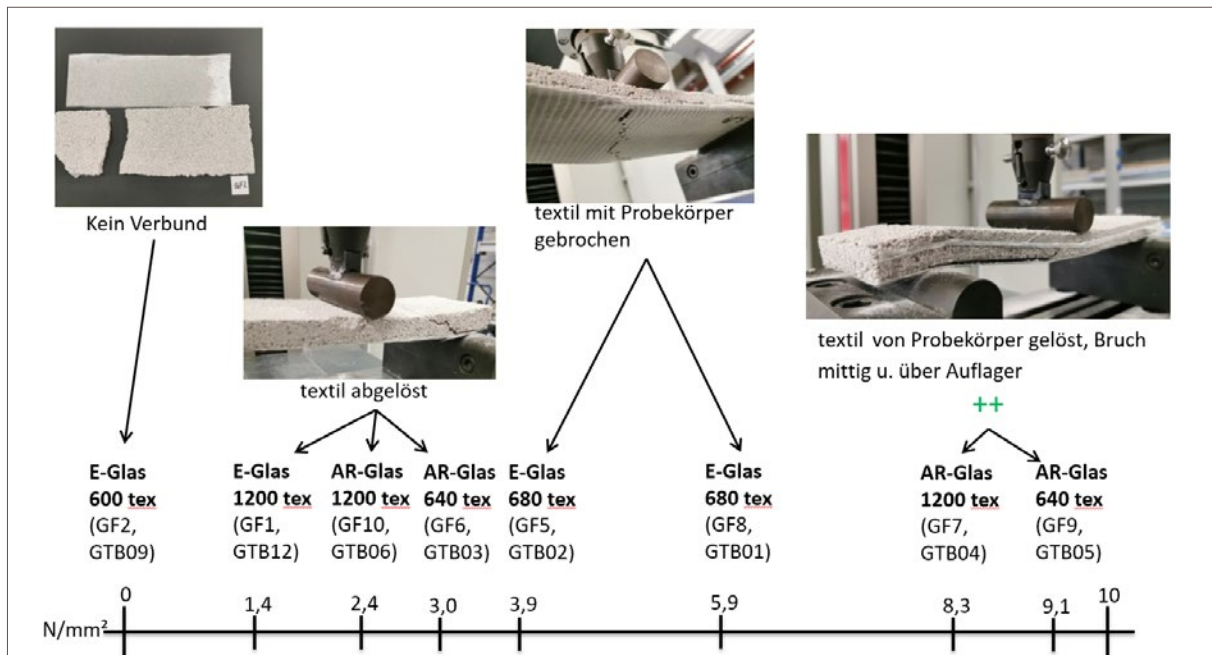 GF2
Kein Verbund
textil abgelöst
textil mit Probekörper
gebrochen
textil von Probekörper gelöst, Bruch
mittig u. über Auflager
++
E-Glas
600 tex
(GF2,
GTB09)
E-Glas
1200 tex
(GF1,
GTB12)
AR-Glas
1200 tex
(GF10,
GTB06)
AR-Glas
640 tex
(GF6,
GTB03)
E-Glas
680 tex
(GF5,
GTB02)
E-Glas
680 tex
(GF8,
GTB01)
AR-Glas
1200 tex
(GF7,
GTB04)
AR-Glas
640 tex
(GF9,
GTB05)
N/mm² 0 1,4 2,4 3,0 3,9 5,9 8,3 9,1 10